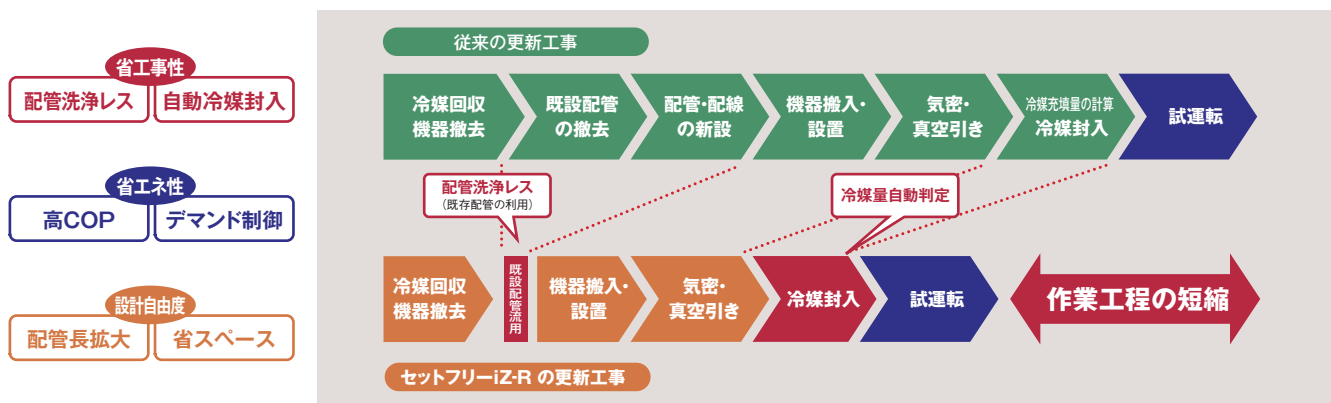 省工事性
配管洗浄レス
自動冷媒封入
省エネ性
高COP
デマンド制御
設計自由度
配管長拡大
省スペース
従来の更新工事
冷媒回収
機器撤去
既設配管
の撤去
配管・配線
の新設
機器搬入・
設置
気密・
真空引き
冷媒充填量の計算
冷媒封入
試運転
配管洗浄レス
（既存配管の利用）
冷媒量自動判定
冷媒回収
機器撤去
既設配管流用
機器搬入・
設置
気密・
真空引き
冷媒封入
試運転
作業工程の短縮
セットフリーiZ-R の更新工事